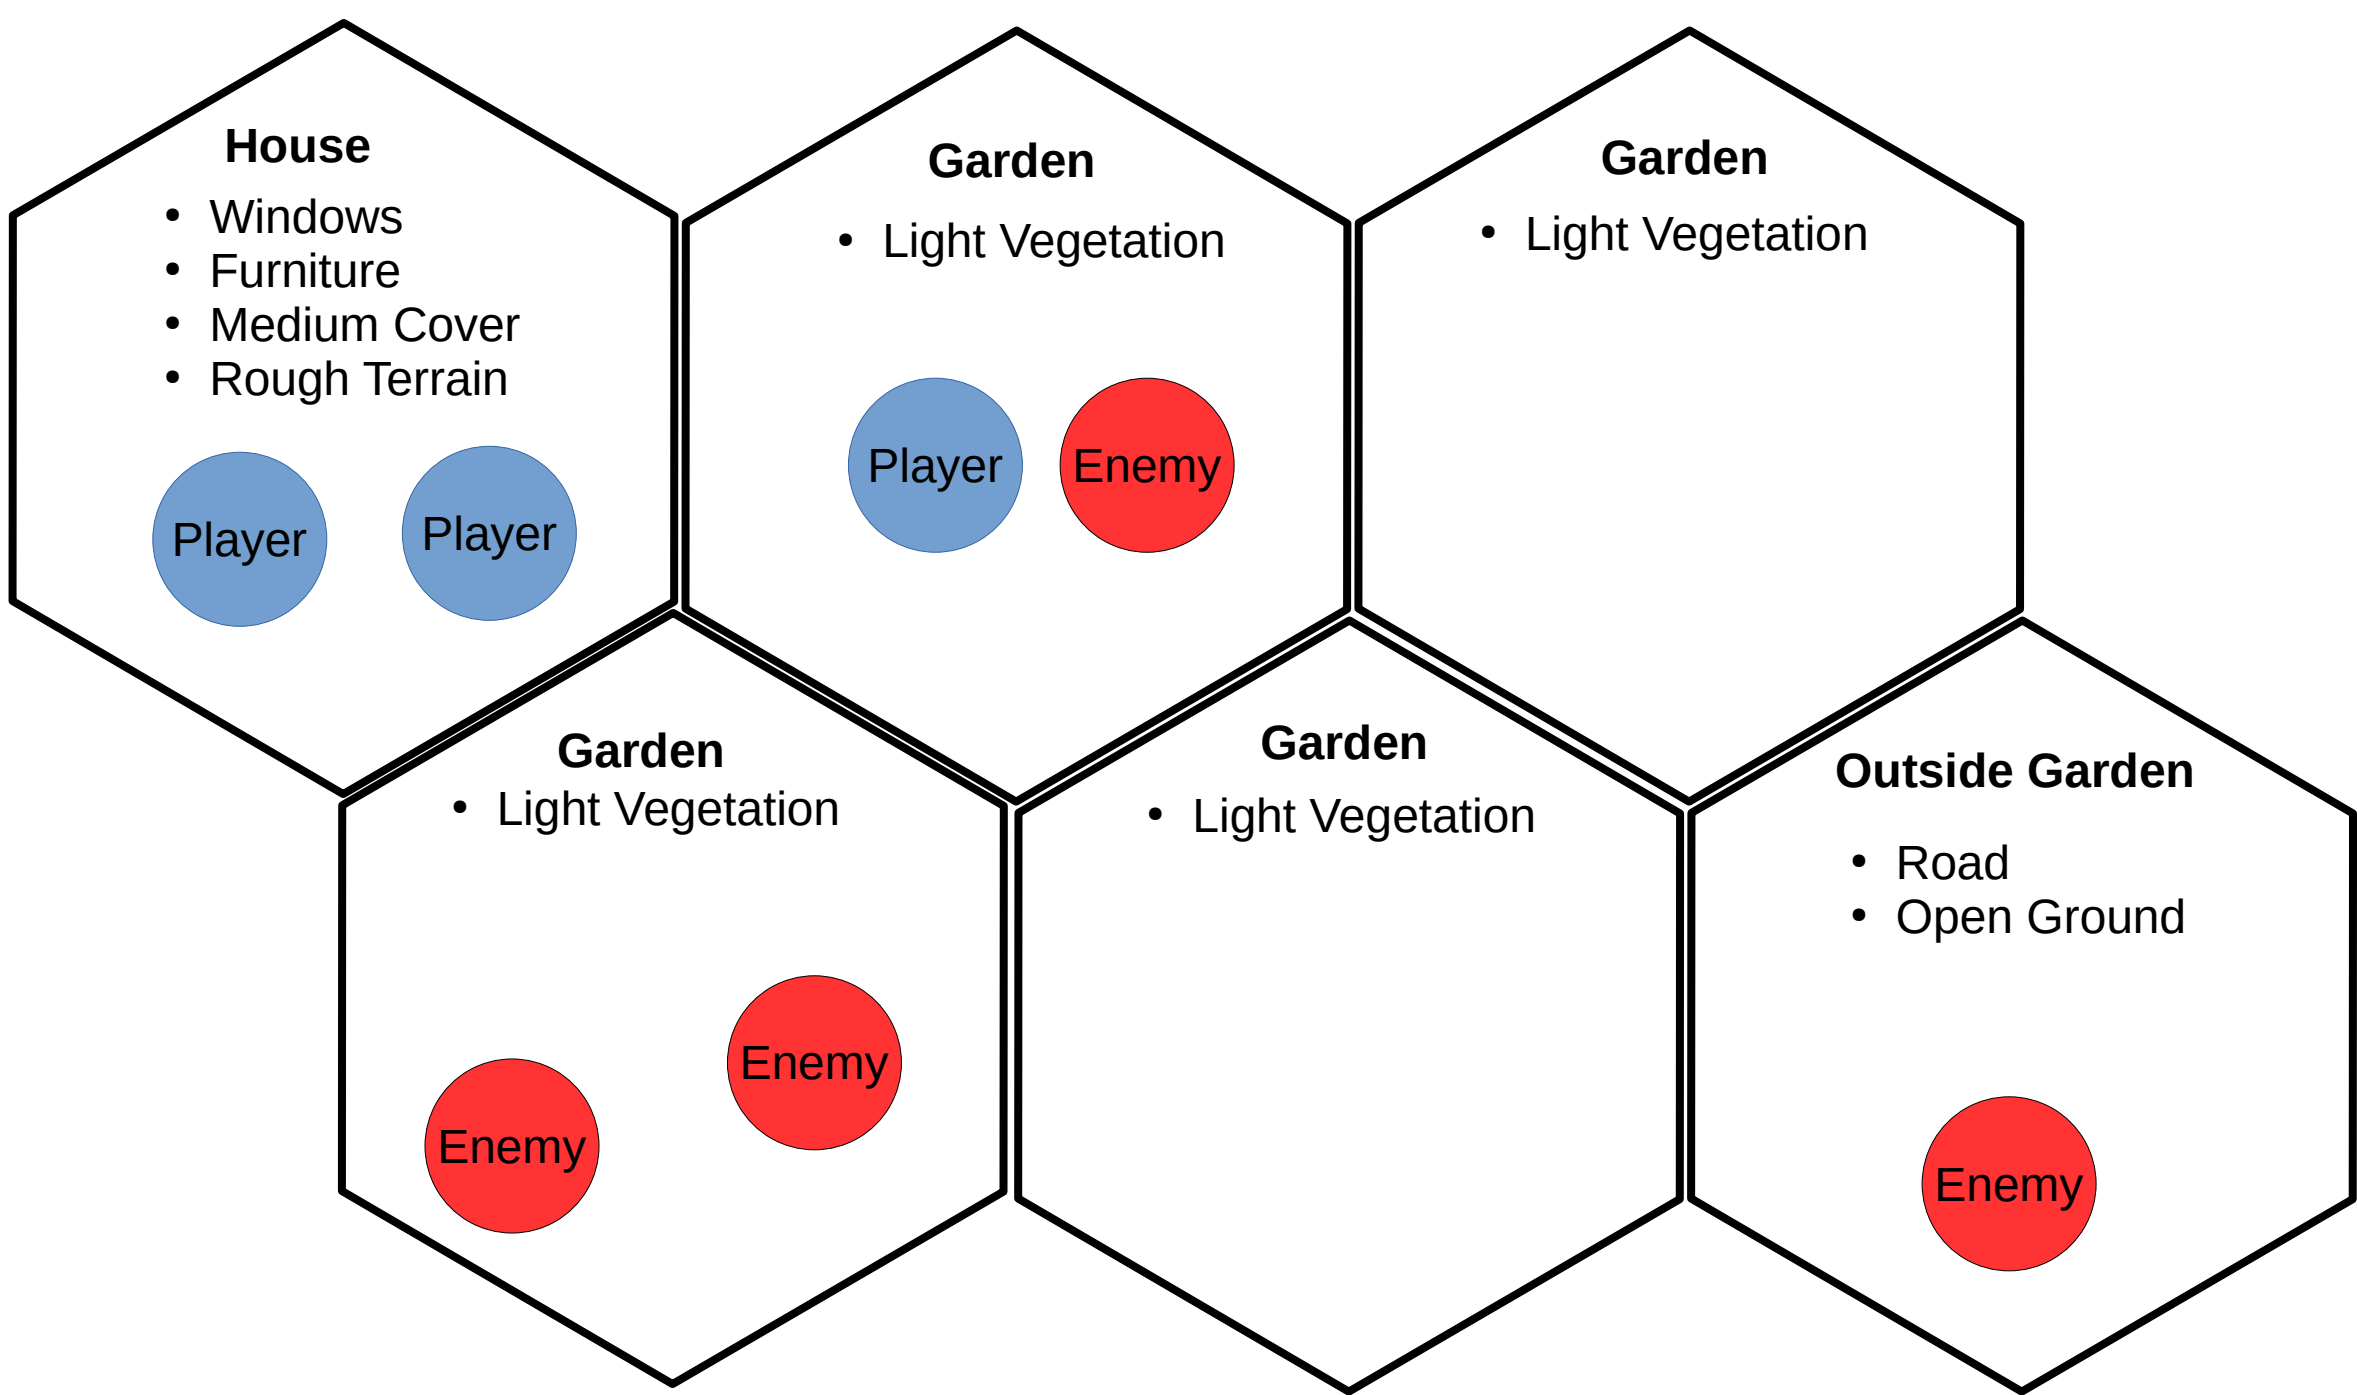 House
• Windows
• Furniture
• Medium Cover
• Rough Terrain
Player
Player
Garden
• Light Vegetation
Player
Enemy
Garden
• Light Vegetation
Garden
• Light Vegetation
Enemy
Enemy
Garden
• Light Vegetation
Outside Garden
• Road
• Open Ground
Enemy